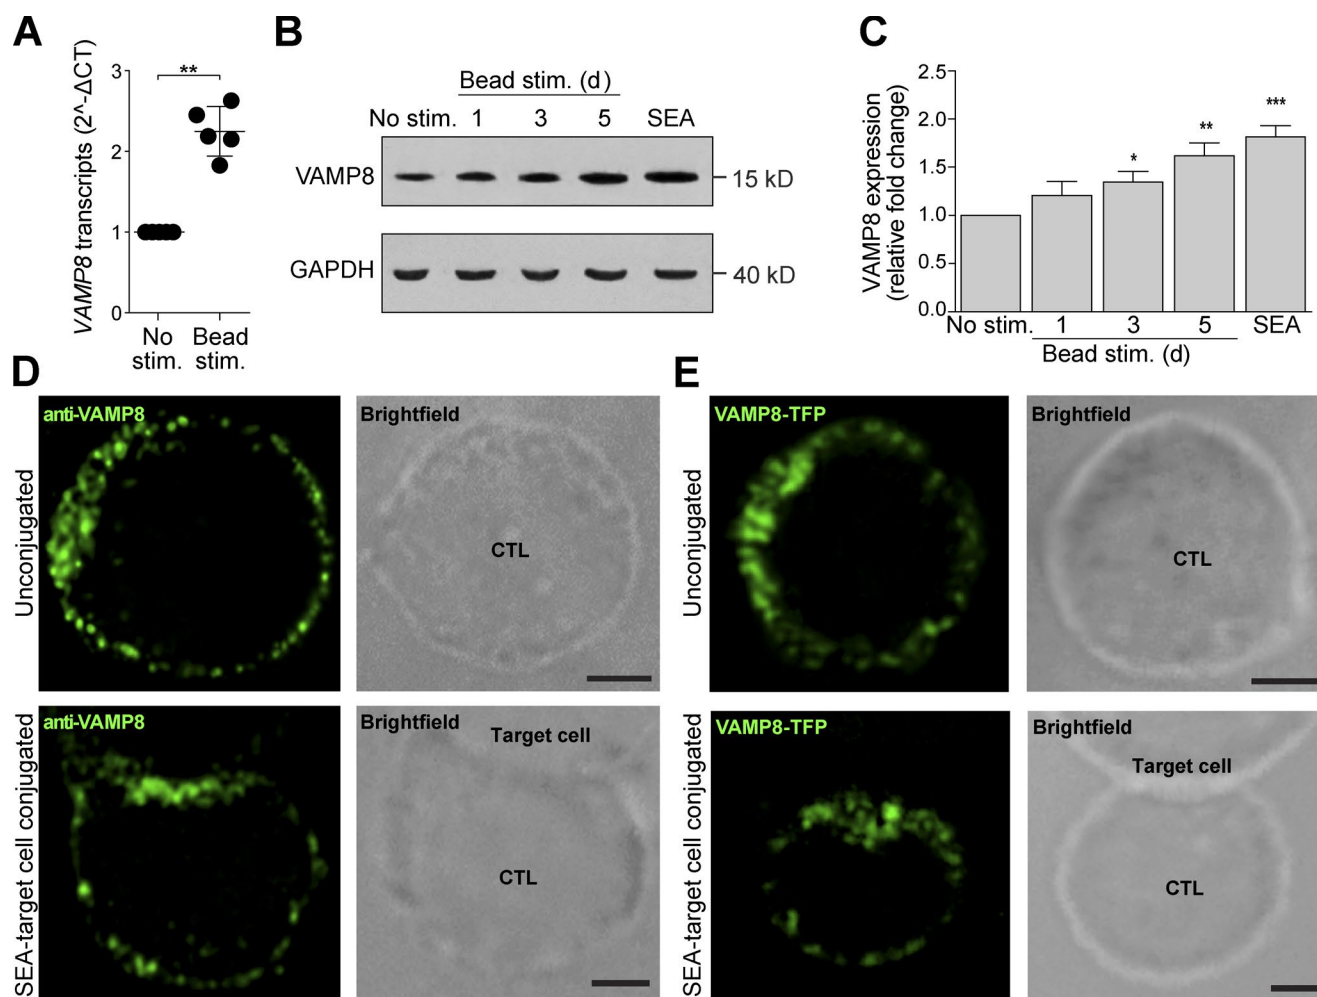 A
VAMP8 transcripts (2^-ΔCT)
3
2
1
0
**
No
stim.
Bead
stim.
B
Bead stim. (d)
No stim. 1 3 5 SEA
VAMP8
15 kD
GAPDH
40 kD
C
VAMP8 expression
(relative fold change)
2.5
2.0
1.5
1.0
0.5
0.0
*
**
***
No stim. 1 3 5 SEA
Bead stim. (d)
D
Unconjugated
anti-VAMP8
Brightfield
CTL
SEA-target cell conjugated
anti-VAMP8
Brightfield
Target cell
CTL
E
Unconjugated
VAMP8-TFP
Brightfield
CTL
SEA-target cell conjugated
VAMP8-TFP
Brightfield
Target cell
CTL